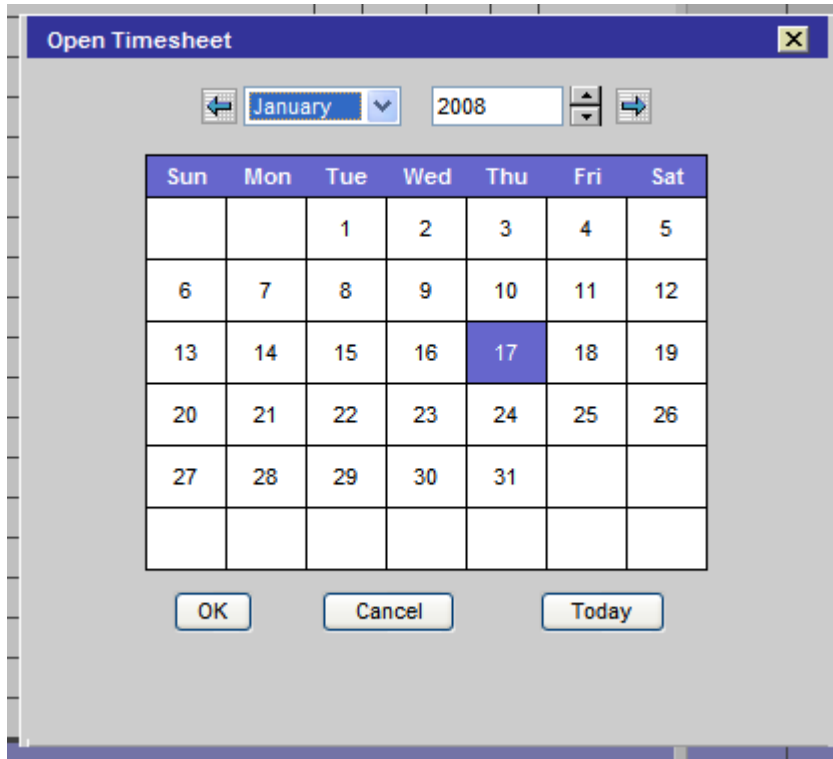 Open Timesheet
January 2008
Sun Mon Tue Wed Thu Fri Sat
1 2 3 4 5
6 7 8 9 10 11 12
13 14 15 16 17 18 19
20 21 22 23 24 25 26
27 28 29 30 31
OK Cancel Today